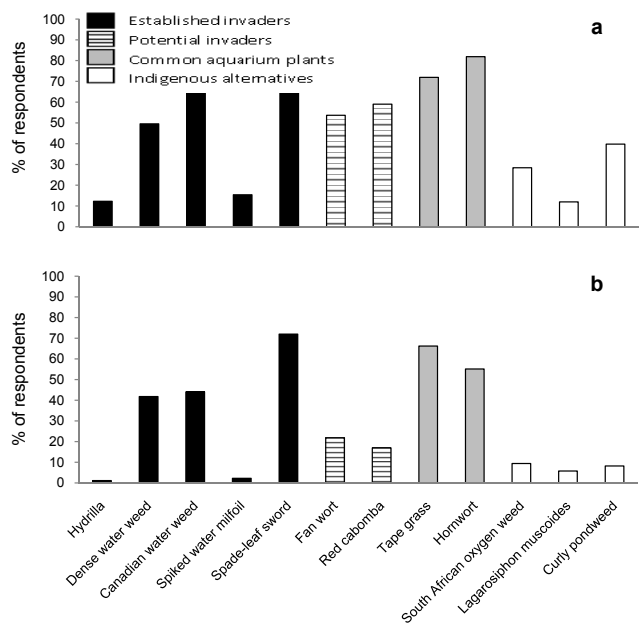 Established invaders
Potential invaders
Common aquarium plants
Indigenous alternatives
a
% of respondents
100
90
80
70
60
50
40
30
20
10
0
b
% of respondents
100
90
80
70
60
50
40
30
20
10
0
Hydrilla
Dense water weed
Canadian water weed
Spiked water milfoil
Spade-leaf sword
Fan wort
Red cabomba
Tape grass
Hornwort
South African oxygen weed
Lagarosiphon muscoides
Curly pondweed